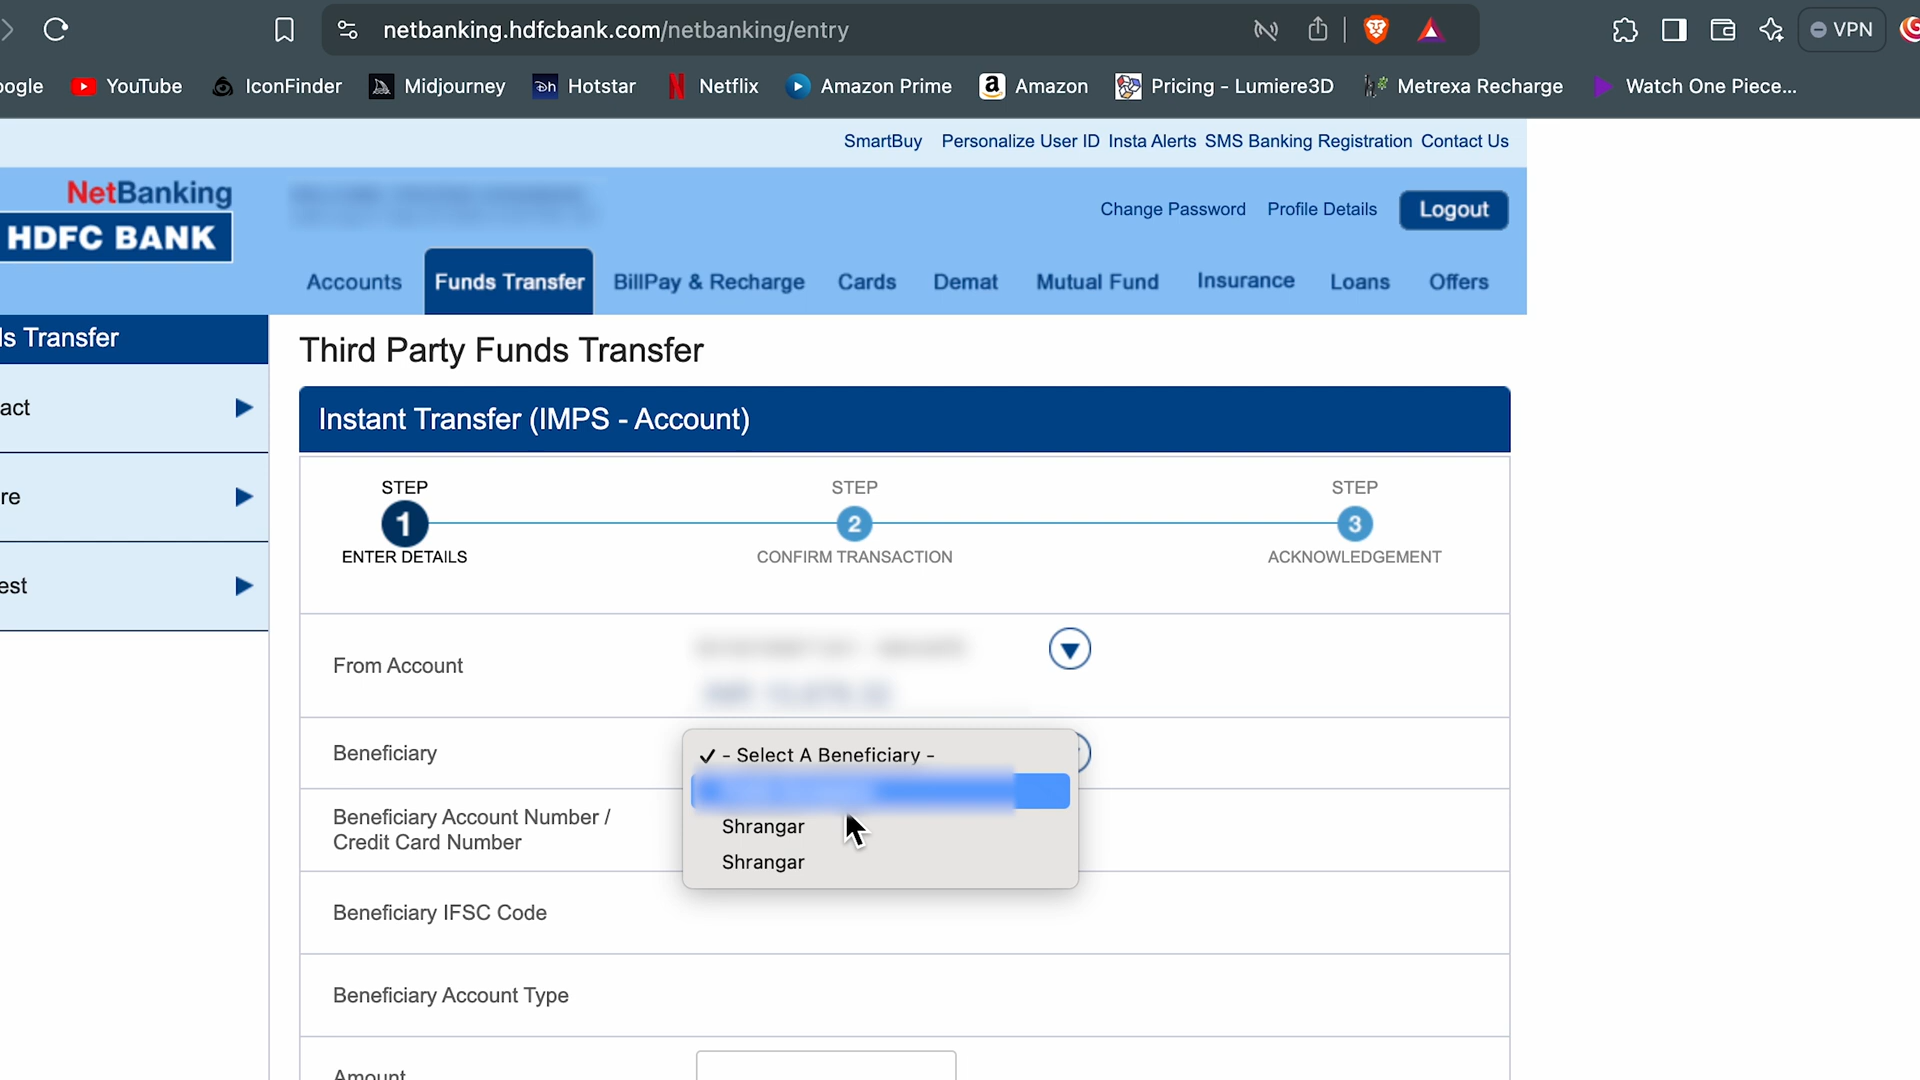 netbanking.hdfcbank.com/netbanking/entry
VPN
oogle YouTube IconFinder Midjourney Hotstar Netflix Amazon Prime Amazon Pricing - Lumiere3D Metrexa Recharge Watch One Piece...
SmartBuy Personalize User ID Insta Alerts SMS Banking Registration Contact Us
NetBanking
HDFC BANK
Change Password Profile Details Logout
Accounts Funds Transfer BillPay & Recharge Cards Demat Mutual Fund Insurance Loans Offers
ls Transfer
act
re
est
Third Party Funds Transfer
Instant Transfer (IMPS - Account)
STEP STEP STEP
1 2 3
ENTER DETAILS CONFIRM TRANSACTION ACKNOWLEDGEMENT
From Account
Beneficiary
✓ - Select A Beneficiary -
Shrangar
Shrangar
Beneficiary Account Number /
Credit Card Number
Beneficiary IFSC Code
Beneficiary Account Type
Amount